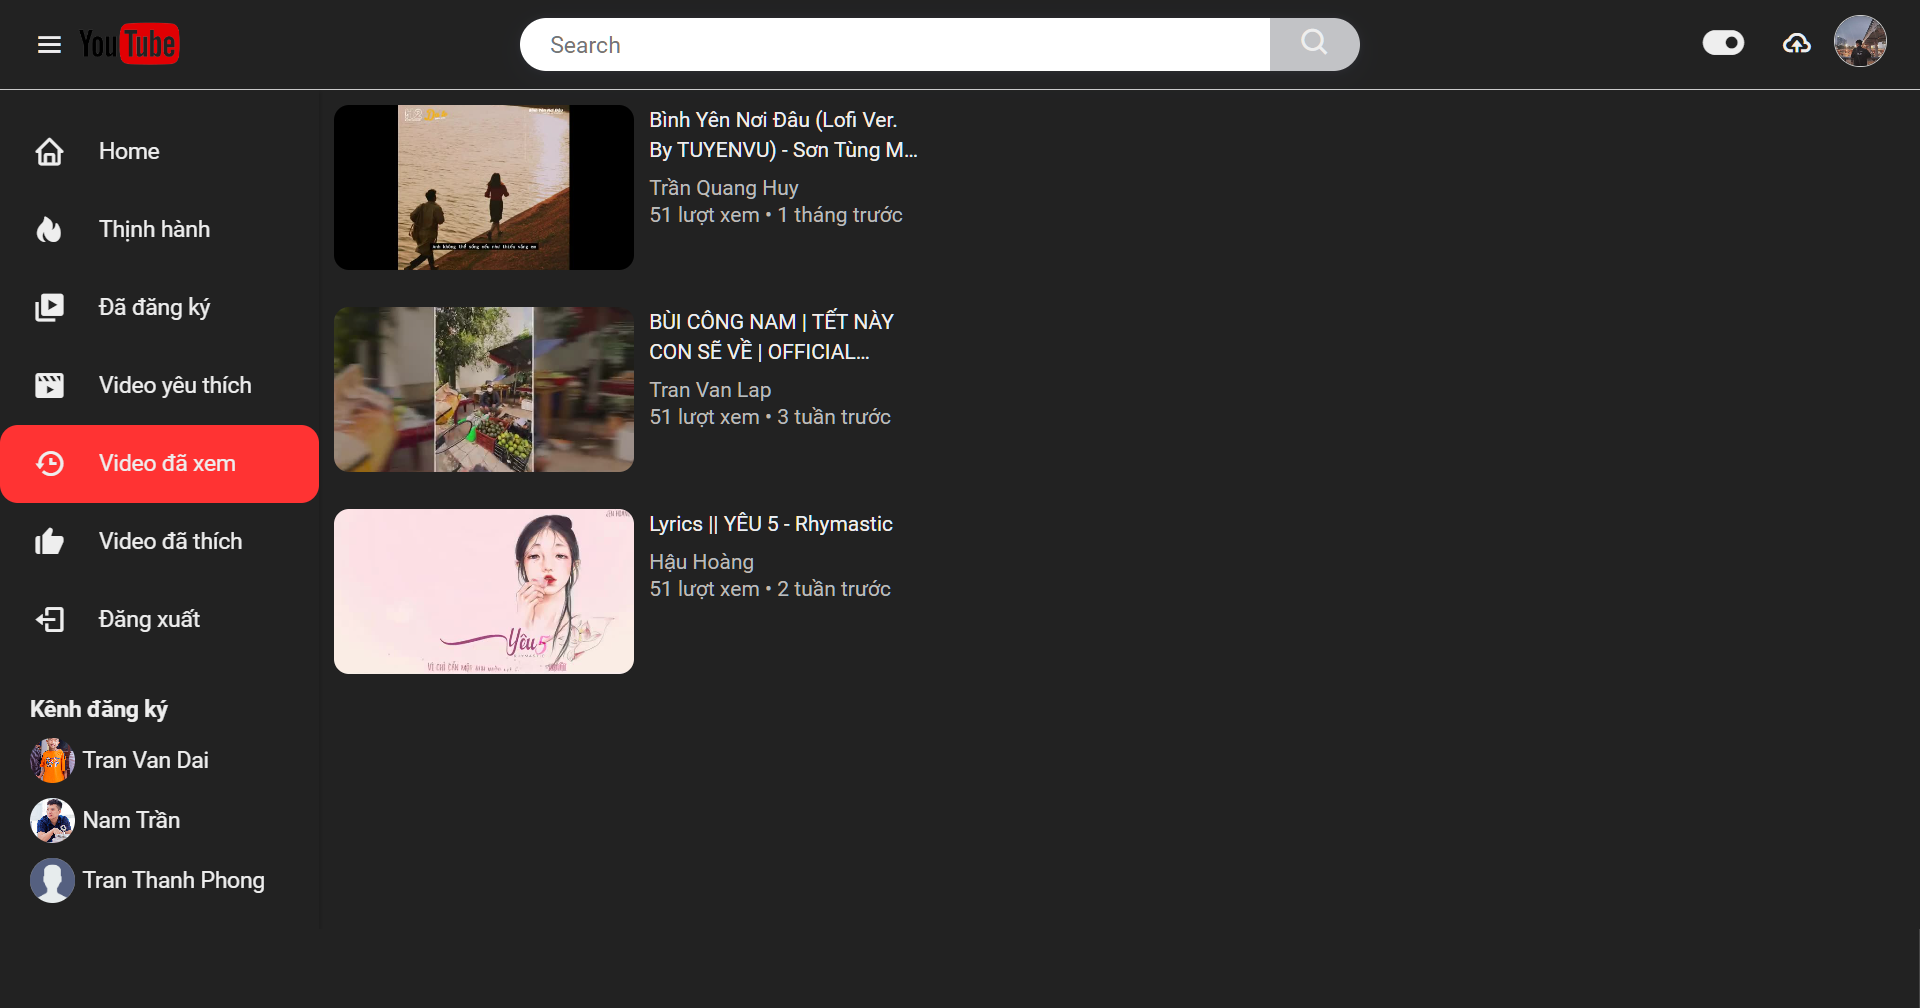 YouTube
Search
Home
Thịnh hành
Đã đăng ký
Video yêu thích
Video đã xem
Video đã thích
Đăng xuất
Kênh đăng ký
Tran Van Dai
Nam Trần
Tran Thanh Phong
Bình Yên Nơi Đâu (Lofi Ver.
By TUYENVU) - Sơn Tùng M...
Trần Quang Huy
51 lượt xem • 1 tháng trước
BÙI CÔNG NAM | TẾT NÀY
CON SẼ VỀ | OFFICIAL...
Tran Van Lap
51 lượt xem • 3 tuần trước
Yêu 5
Lyrics || YÊU 5 - Rhymastic
Hậu Hoàng
51 lượt xem • 2 tuần trước